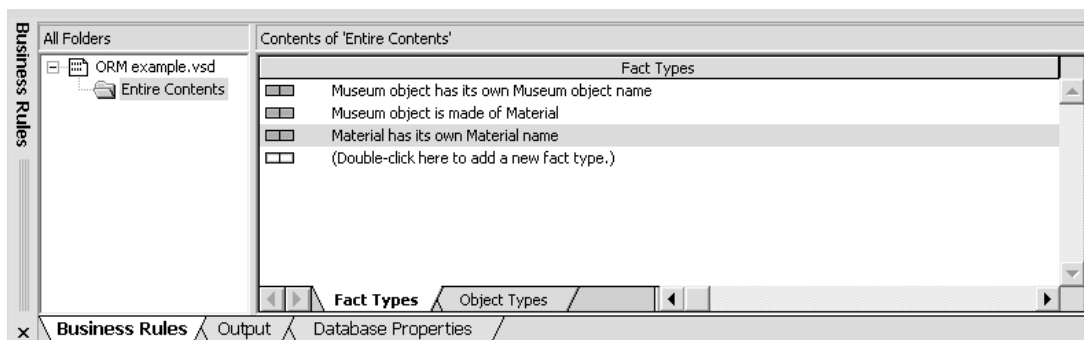 Business Rules
All Folders
ORM example.vsd
Entire Contents
Contents of 'Entire Contents'
Fact Types
Museum object has its own Museum object name
Museum object is made of Material
Material has its own Material name
(Double-click here to add a new fact type.)
Fact Types Object Types
Business Rules Output Database Properties